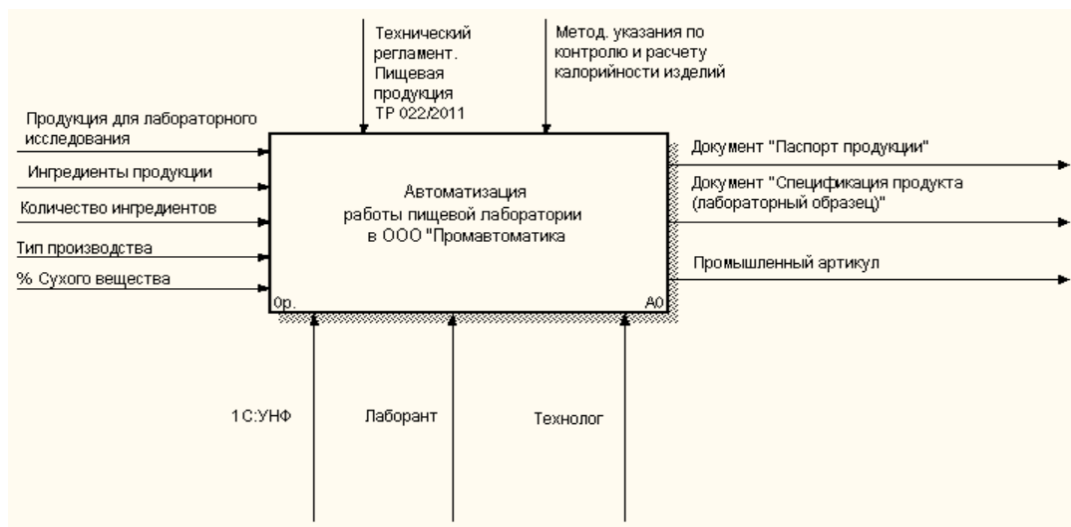 Технический
регламент.
Пищевая
продукция
ТР 022/2011
Метод. указания по
контролю и расчету
калорийности изделий
Продукция для лабораторного
исследования
Ингредиенты продукции
Количество ингредиентов
Тип производства
% Сухого вещества
Автоматизация
работы пищевой лаборатории
в ООО "Промавтоматика
0р.
A0
Документ "Паспорт продукции"
Документ "Спецификация продукта
(лабораторный образец)"
Промышленный артикул
1С:УНФ
Лаборант
Технолог